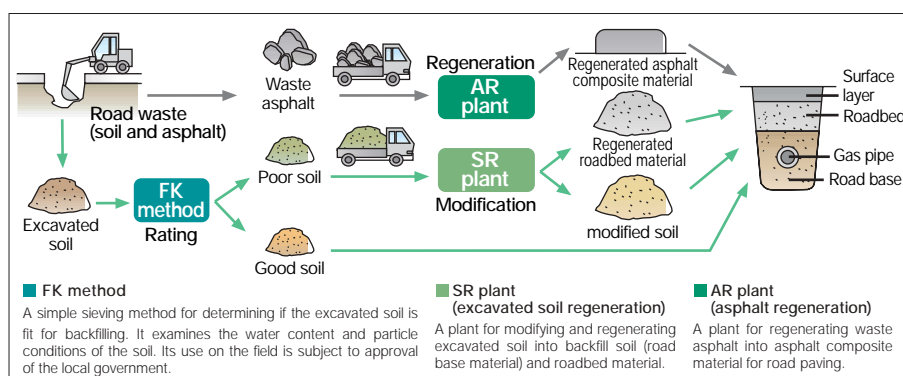 Road waste
(soil and asphalt)
Waste
asphalt
Regeneration
AR
plant
Regenerated asphalt
composite material
Surface
layer
Roadbed
Gas pipe
Road base
Excavated
soil
FK
method
Rating
Poor soil
Good soil
SR
plant
Modification
Regenerated
roadbed material
modified soil
FK method
A simple sieving method for determining if the excavated soil is
fit for backfilling. It examines the water content and particle
conditions of the soil. Its use on the field is subject to approval
of the local government.
SR plant
(excavated soil regeneration)
A plant for modifying and regenerating
excavated soil into backfill soil (road
base material) and roadbed material.
AR plant
(asphalt regeneration)
A plant for regenerating waste
asphalt into asphalt composite
material for road paving.